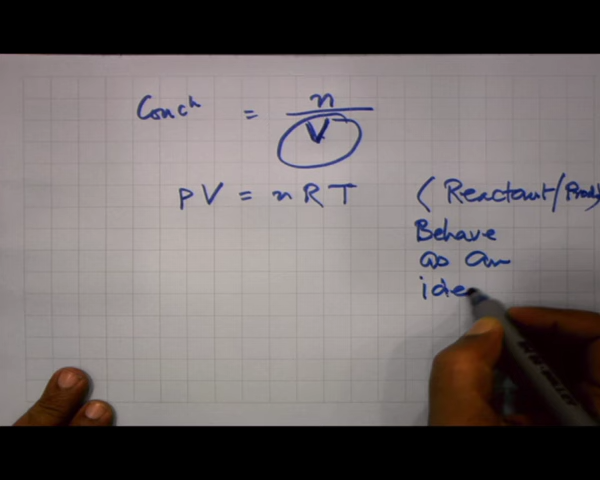 Concn = n / V
PV = nRT (Reactant/Prod
Behave
as an
ide